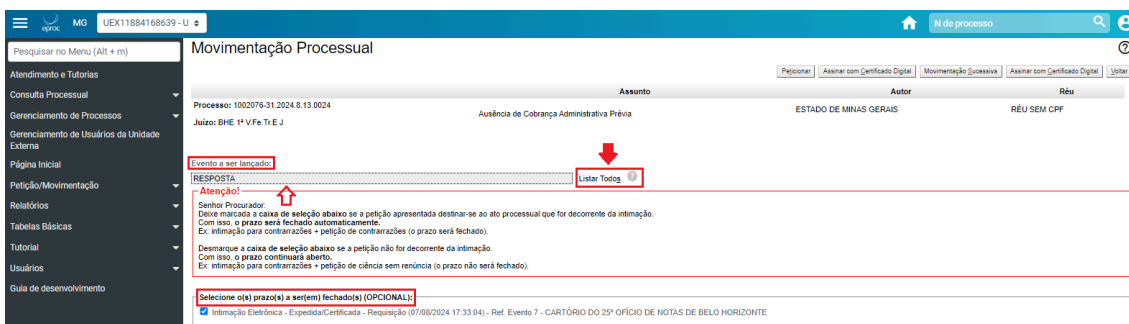 eproc MG UEX11884168639 - U N de processo
Pesquisar no Menu (Alt + m) Movimentação Processual
Peticionar Assinar com Certificado Digital Movimentação Sucessiva Assinar com Certificado Digital Voltar
Atendimento e Tutorias
Consulta Processual
Gerenciamento de Processos
Gerenciamento de Usuários da Unidade
Externa
Página Inicial
Petição/Movimentação
Relatórios
Tabelas Básicas
Tutorial
Usuários
Guia de desenvolvimento
Assunto Autor Réu
Processo: 1002076-31.2024.8.13.0024
Ausência de Cobrança Administrativa Prévia ESTADO DE MINAS GERAIS RÉU SEM CPF
Juízo: BHE 1ª V.Fe.Tr.E J
Evento a ser lançado:
RESPOSTA Listar Todos ?
Atenção!
Senhor Procurador:
Deixe marcada a caixa de seleção abaixo se a petição apresentada destinar-se ao ato processual que for decorrente da intimação.
Com isso, o prazo será fechado automaticamente.
Ex: intimação para contrarrazões + petição de contrarrazões (o prazo será fechado).
Desmarque a caixa de seleção abaixo se a petição não for decorrente da intimação.
Com isso, o prazo continuará aberto.
Ex: intimação para contrarrazões + petição de ciência sem renúncia (o prazo não será fechado).
Selecione o(s) prazo(s) a ser(em) fechado(s) (OPCIONAL):
Intimação Eletrônica - Expedida/Certificada - Requisição (07/08/2024 17:33:04) - Ref. Evento 7 - CARTÓRIO DO 25º OFÍCIO DE NOTAS DE BELO HORIZONTE